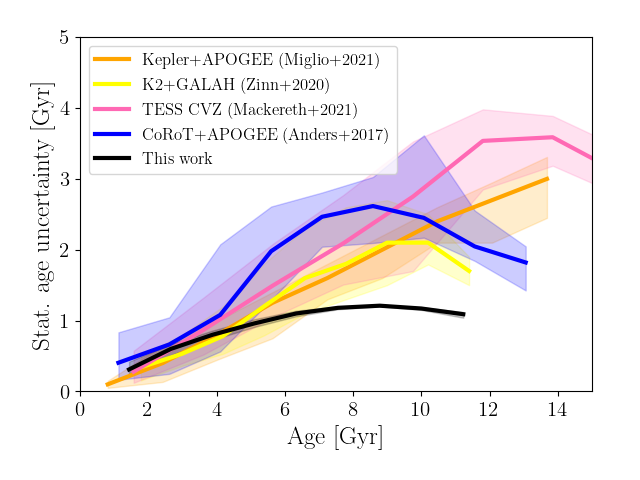 5
4
3
2
1
0
Stat. age uncertainty [Gyr]
Kepler+APOGEE (Miglio+2021)
K2+GALAH (Zinn+2020)
TESS CVZ (Mackereth+2021)
CoRoT+APOGEE (Anders+2017)
This work
0 2 4 6 8 10 12 14
Age [Gyr]